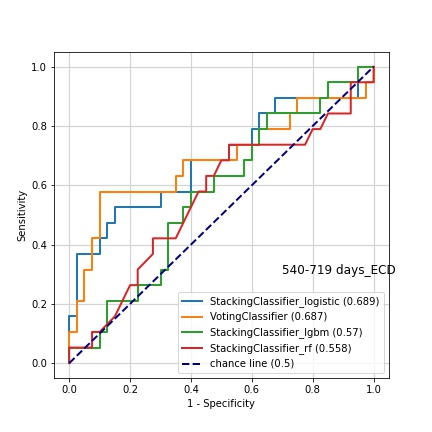 1.0
0.8
0.6
0.4
0.2
0.0
Sensitivity
540-719 days_ECD
StackingClassifier_logistic (0.689)
VotingClassifier (0.687)
StackingClassifier_lgbm (0.57)
StackingClassifier_rf (0.558)
chance line (0.5)
0.0 0.2 0.4 0.6 0.8 1.0
1 - Specificity